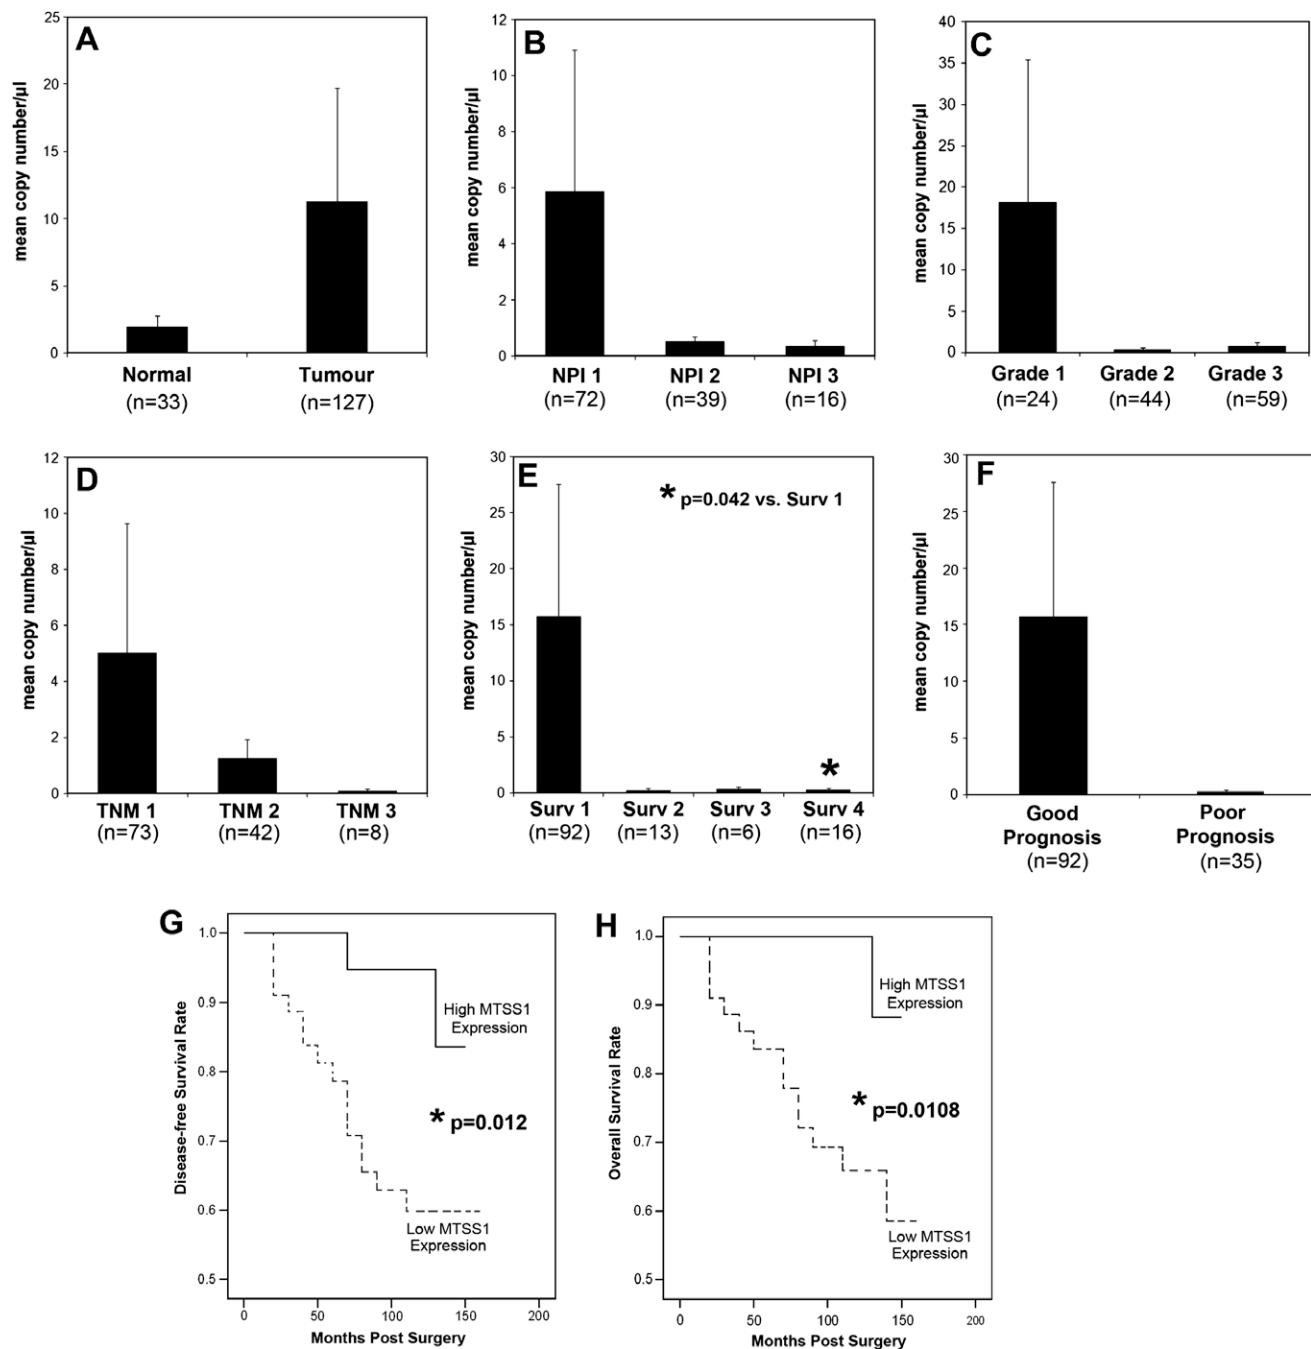 A
mean copy number/µl
25
20
15
10
5
0
Normal
(n=33)
Tumour
(n=127)
B
mean copy number/µl
12
10
8
6
4
2
0
NPI 1
(n=72)
NPI 2
(n=39)
NPI 3
(n=16)
C
mean copy number/µl
40
35
30
25
20
15
10
5
0
Grade 1
(n=24)
Grade 2
(n=44)
Grade 3
(n=59)
D
mean copy number/µl
12
10
8
6
4
2
0
TNM 1
(n=73)
TNM 2
(n=42)
TNM 3
(n=8)
E
mean copy number/µl
30
25
20
15
10
5
0
* p=0.042 vs. Surv 1
*
Surv 1
(n=92)
Surv 2
(n=13)
Surv 3
(n=6)
Surv 4
(n=16)
F
mean copy number/µl
30
25
20
15
10
5
0
Good
Prognosis
(n=92)
Poor
Prognosis
(n=35)
G
Disease-free Survival Rate
1.0
0.9
0.8
0.7
0.6
0.5
High MTSS1
Expression
* p=0.012
Low MTSS1
Expression
0
50
100
150
200
Months Post Surgery
H
Overall Survival Rate
1.0
0.9
0.8
0.7
0.6
0.5
High MTSS1
Expression
* p=0.0108
Low MTSS1
Expression
0
50
100
150
200
Months Post Surgery